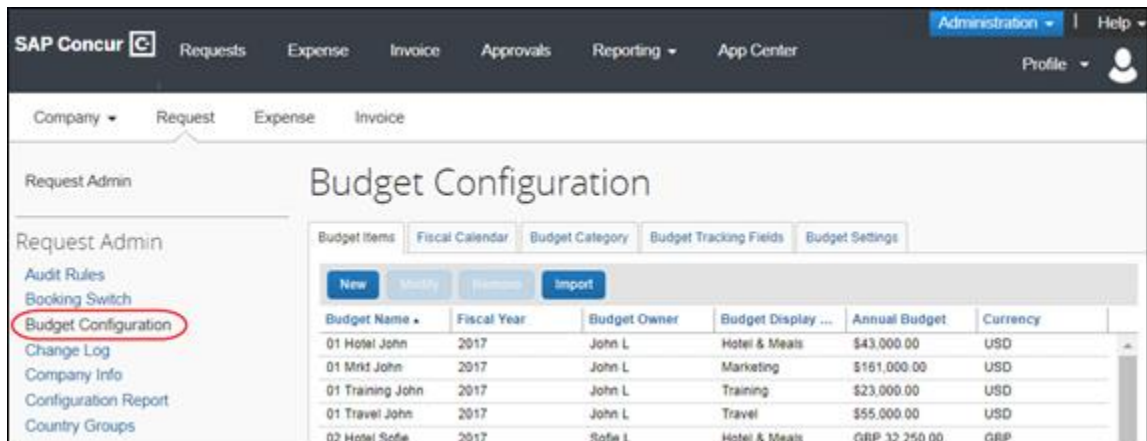 Administration | Help
SAP Concur C Requests Expense Invoice Approvals Reporting App Center
Profile
Company Request Expense Invoice
Request Admin
Budget Configuration
Request Admin
Budget Items Fiscal Calendar Budget Category Budget Tracking Fields Budget Settings
Audit Rules
New Modify Remove Import
Booking Switch
Budget Configuration
Budget Name Fiscal Year Budget Owner Budget Display ... Annual Budget Currency
Change Log
01 Hotel John 2017 John L Hotel & Meals $43,000.00 USD
Company Info
01 Mrkt John 2017 John L Marketing $161,000.00 USD
Configuration Report
01 Training John 2017 John L Training $23,000.00 USD
Country Groups
01 Travel John 2017 John L Travel $55,000.00 USD
02 Hotel Sofie 2017 Sofie L Hotel & Meals GBP 32,250.00 GBP